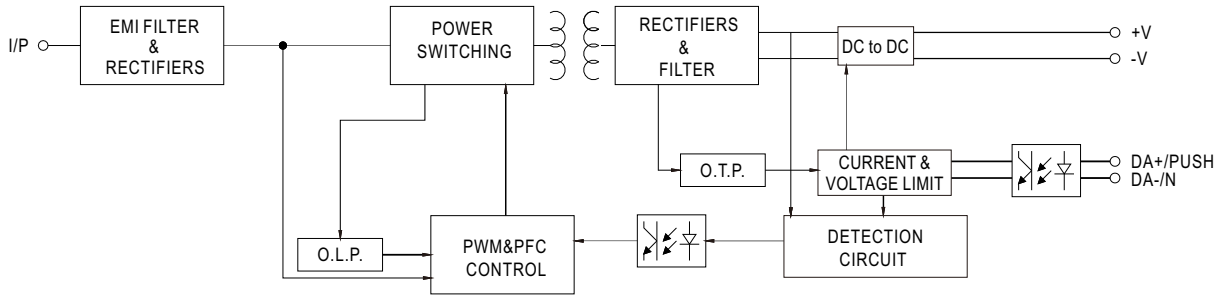 I/P
EMI FILTER
&
RECTIFIERS
POWER
SWITCHING
RECTIFIERS
&
FILTER
DC to DC
+V
-V
O.T.P.
CURRENT &
VOLTAGE LIMIT
DA+/PUSH
DA-/N
O.L.P.
PWM&PFC
CONTROL
DETECTION
CIRCUIT